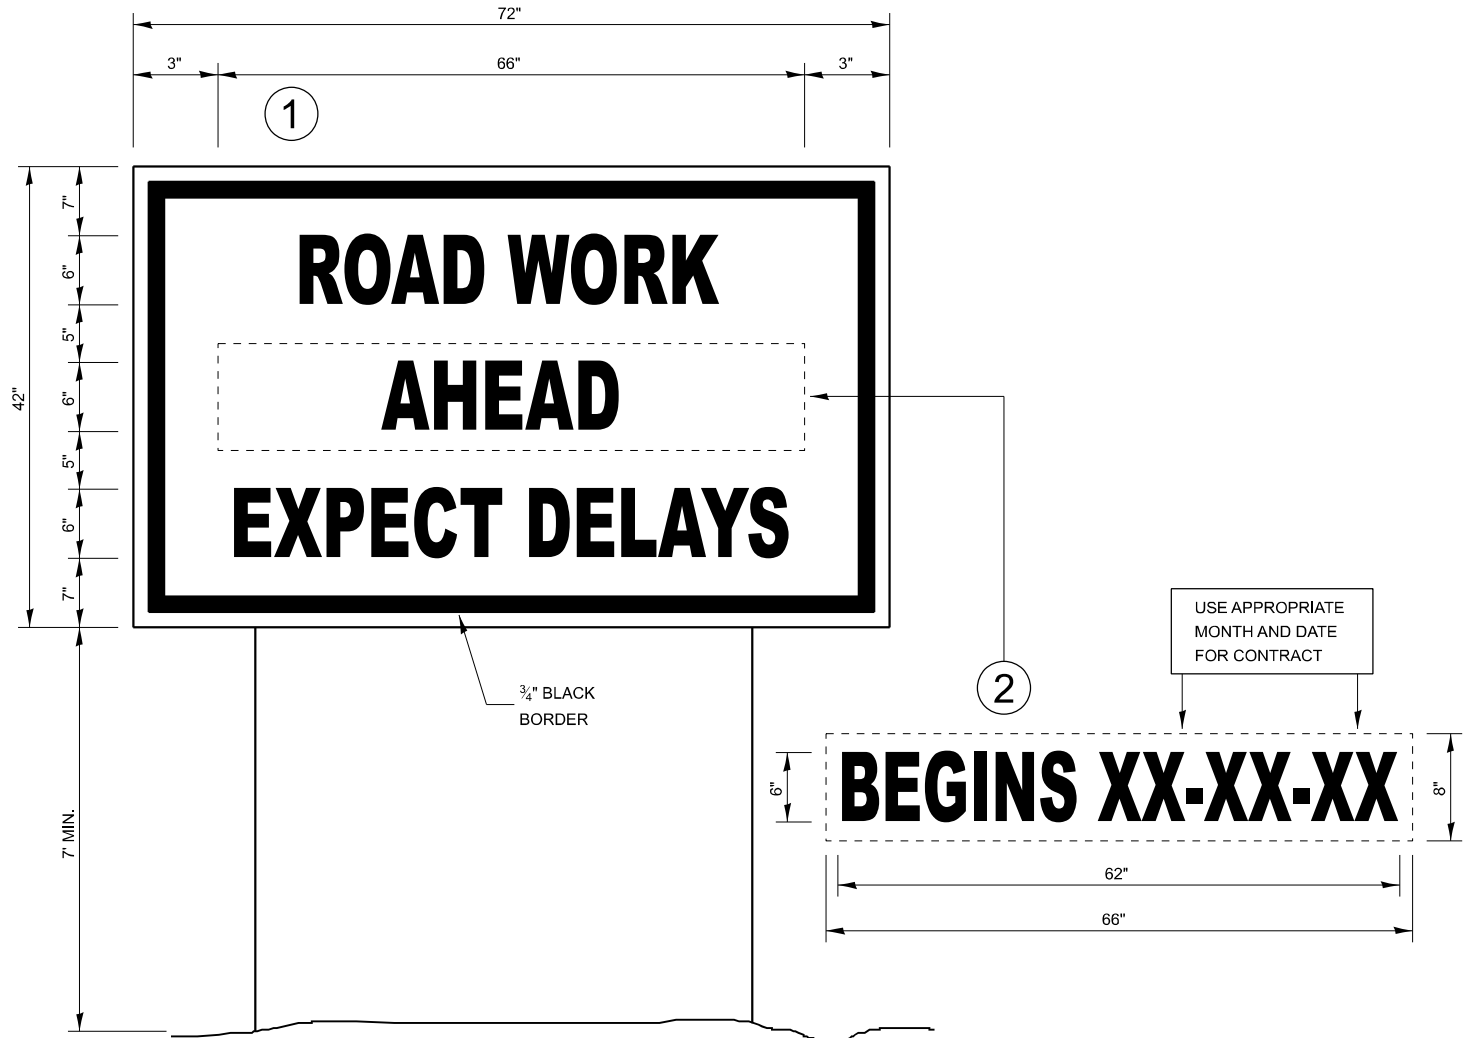 72"
3" 66" 3"
1
7"
6"
5"
6"
5"
6"
7"
42"
7' MIN.
ROAD WORK
AHEAD
EXPECT DELAYS
¾" BLACK
BORDER
2
USE APPROPRIATE
MONTH AND DATE
FOR CONTRACT
6"
BEGINS XX-XX-XX
8"
62"
66"